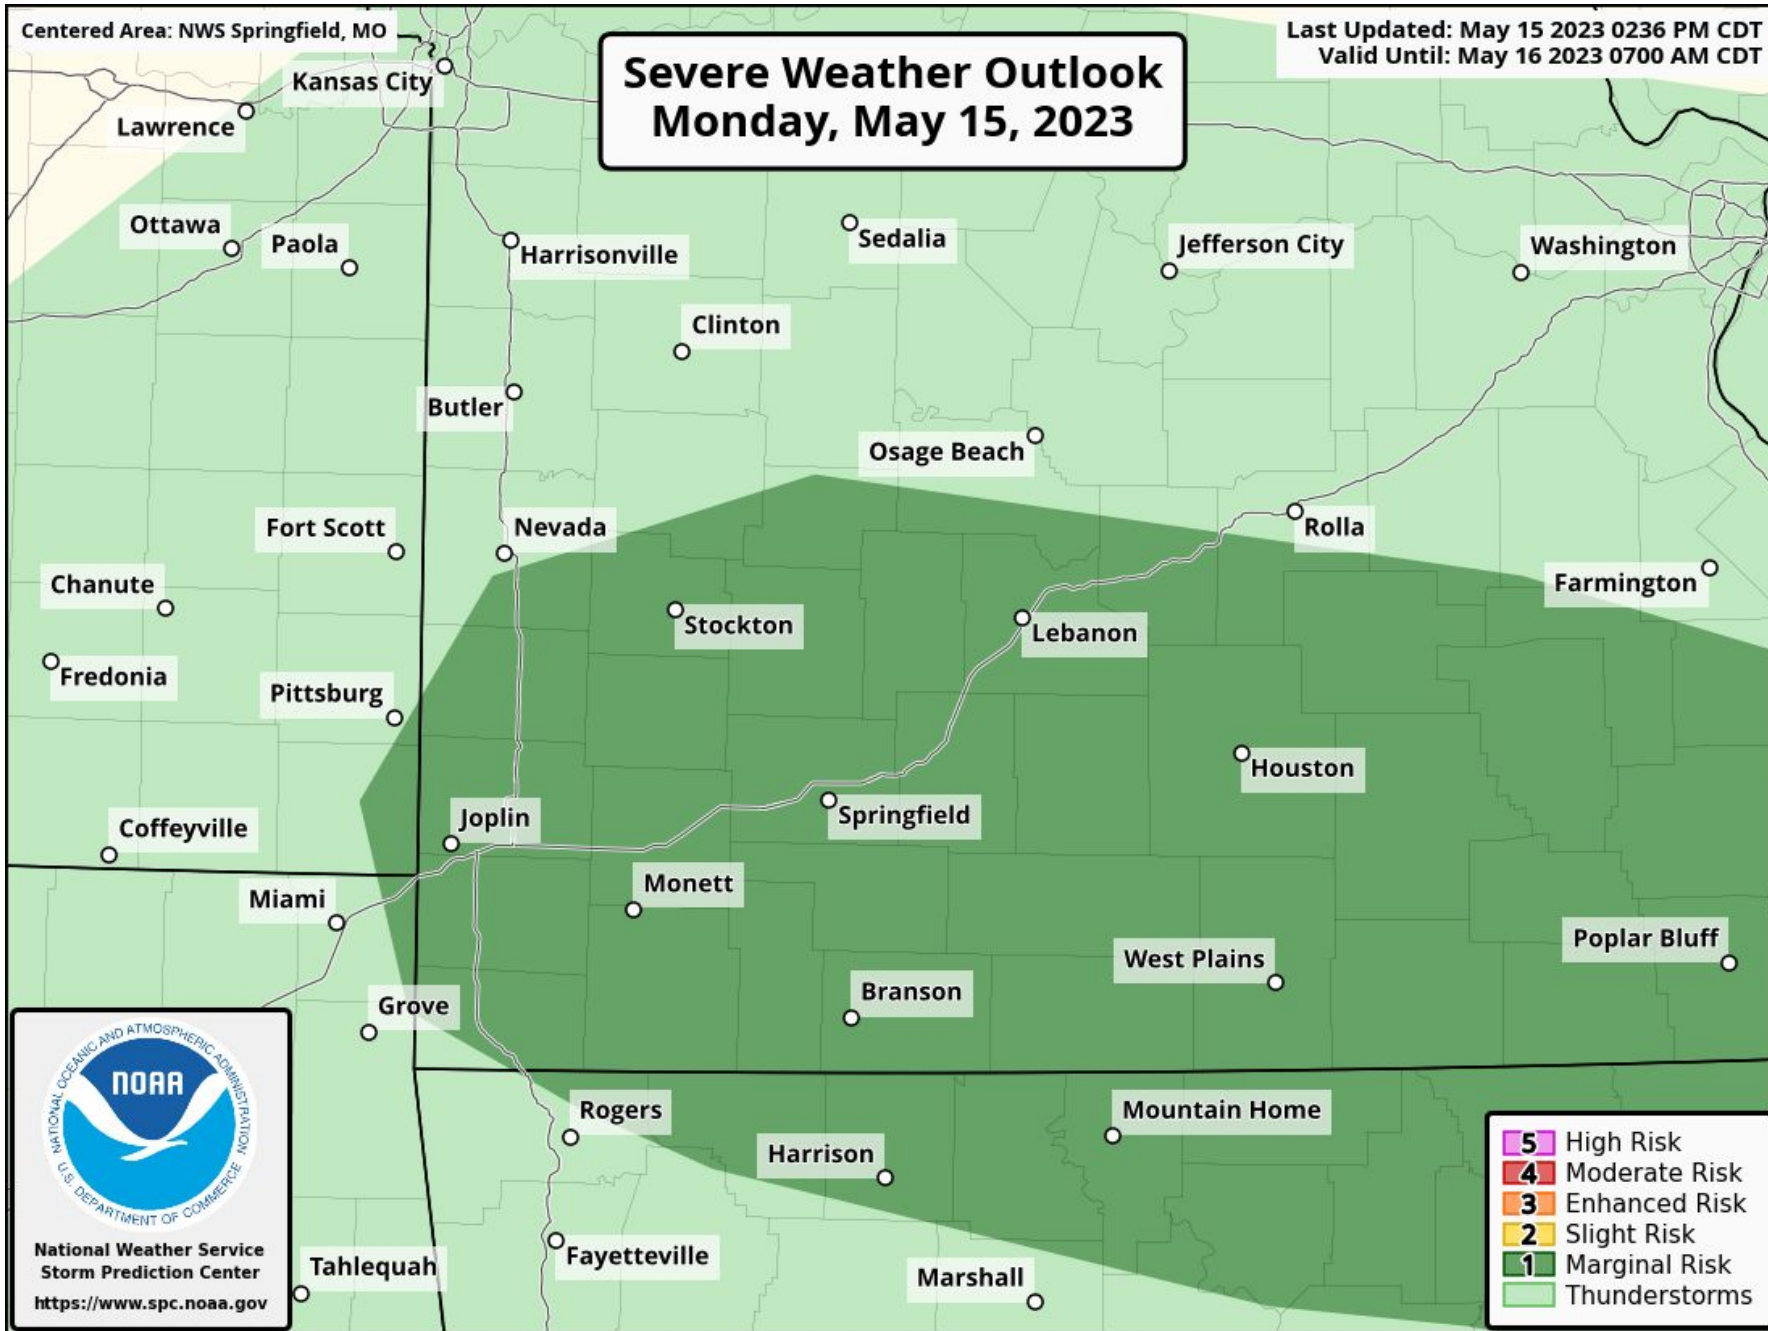 Centered Area: NWS Springfield, MO
Last Updated: May 15 2023 0236 PM CDT
Valid Until: May 16 2023 0700 AM CDT
Severe Weather Outlook
Monday, May 15, 2023
Kansas City
Lawrence
Ottawa
Paola
Harrisonville
Sedalia
Jefferson City
Washington
Clinton
Butler
Osage Beach
Fort Scott
Nevada
Rolla
Chanute
Farmington
Stockton
Lebanon
Fredonia
Pittsburg
Houston
Coffeyville
Joplin
Springfield
Miami
Monett
Poplar Bluff
West Plains
Branson
Grove
Rogers
Mountain Home
Harrison
Fayetteville
Tahlequah
Marshall
NATIONAL OCEANIC AND ATMOSPHERIC ADMINISTRATION
NOAA
U.S. DEPARTMENT OF COMMERCE
National Weather Service
Storm Prediction Center
https://www.spc.noaa.gov
5 High Risk
4 Moderate Risk
3 Enhanced Risk
2 Slight Risk
1 Marginal Risk
Thunderstorms